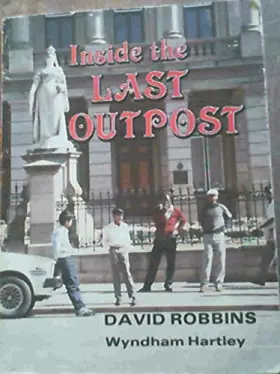 Inside the
LAST
OUTPOST
DAVID ROBBINS
Wyndham Hartley